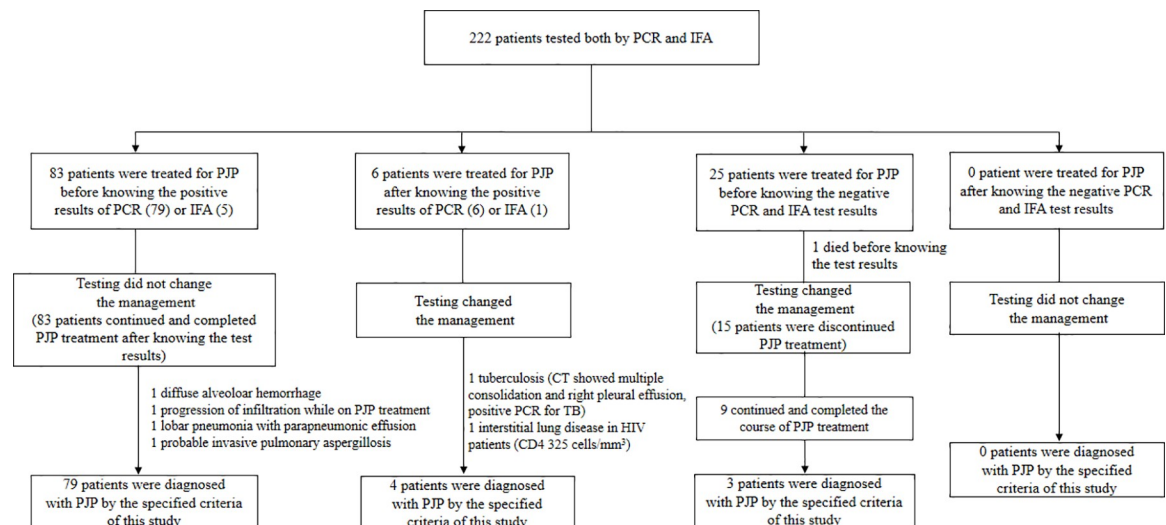 222 patients tested both by PCR and IFA
83 patients were treated for PJP
before knowing the positive
results of PCR (79) or IFA (5)
6 patients were treated for PJP
after knowing the positive
results of PCR (6) or IFA (1)
25 patients were treated for PJP
before knowing the negative
PCR and IFA test results
0 patient were treated for PJP
after knowing the negative PCR
and IFA test results
1 died before knowing
the test results
Testing did not change
the management
(83 patients continued and completed
PJP treatment after knowing the test
results)
Testing changed
the management
Testing changed
the management
(15 patients were discontinued
PJP treatment)
Testing did not change
the management
1 diffuse alveoloar hemorrhage
1 progression of infiltration while on PJP treatment
1 lobar pneumonia with parapneumonic effusion
1 probable invasive pulmonary aspergillosis
1 tuberculosis (CT showed multiple
consolidation and right pleural effusion,
positive PCR for TB)
1 interstitial lung disease in HIV
patients (CD4 325 cells/mm³)
9 continued and completed the
course of PJP treatment
79 patients were diagnosed
with PJP by the specified criteria
of this study
4 patients were diagnosed
with PJP by the specified
criteria of this study
3 patients were diagnosed
with PJP by the specified
criteria of this study
0 patients were diagnosed
with PJP by the specified
criteria of this study